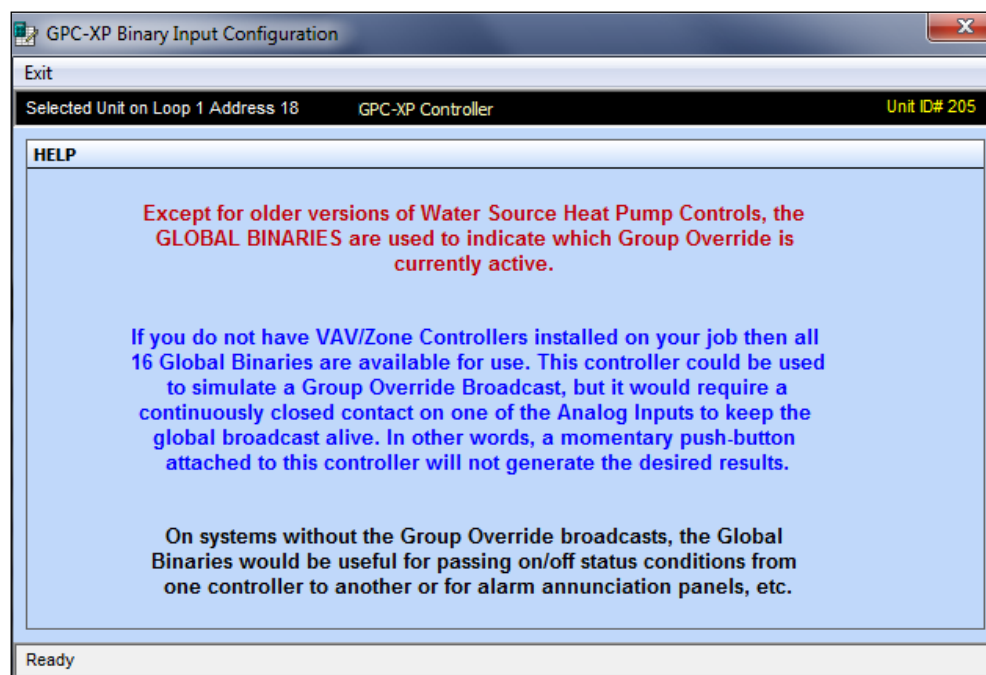 GPC-XP Binary Input Configuration
Exit
Selected Unit on Loop 1 Address 18 GPC-XP Controller Unit ID# 205
HELP
Except for older versions of Water Source Heat Pump Controls, the
GLOBAL BINARIES are used to indicate which Group Override is
currently active.
If you do not have VAV/Zone Controllers installed on your job then all
16 Global Binaries are available for use. This controller could be used
to simulate a Group Override Broadcast, but it would require a
continuously closed contact on one of the Analog Inputs to keep the
global broadcast alive. In other words, a momentary push-button
attached to this controller will not generate the desired results.
On systems without the Group Override broadcasts, the Global
Binaries would be useful for passing on/off status conditions from
one controller to another or for alarm annunciation panels, etc.
Ready